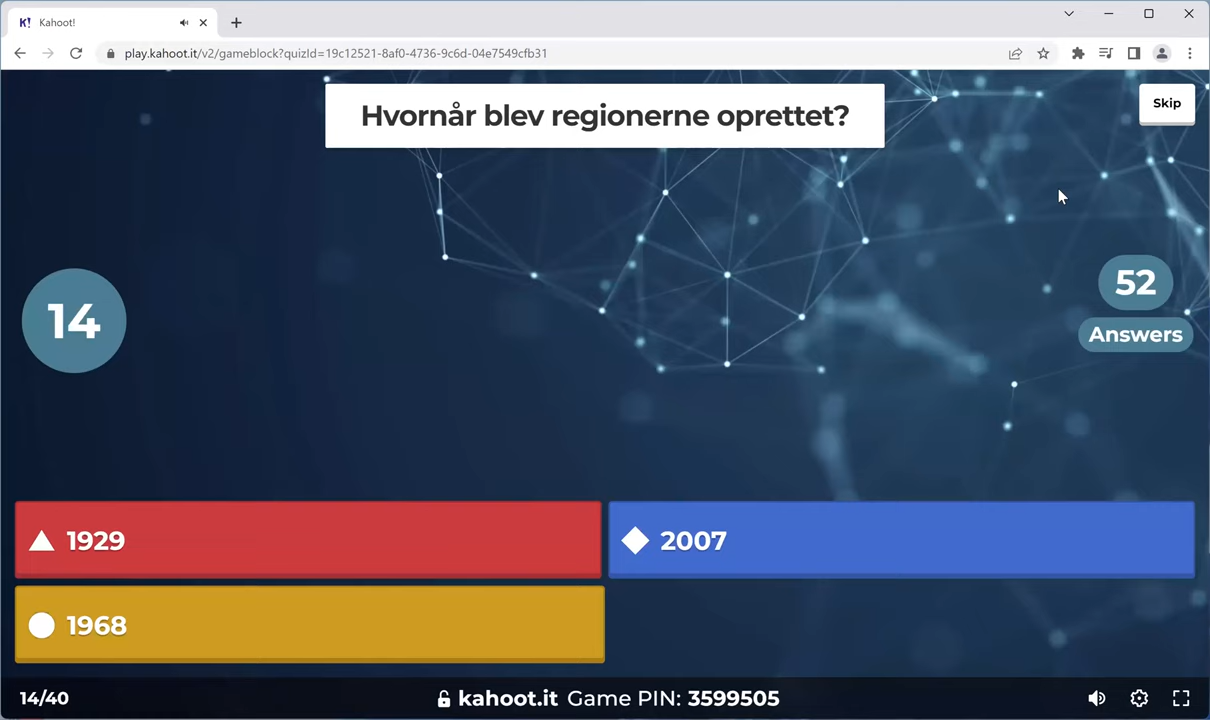 Kahoot!
play.kahoot.it/v2/gameblock?quizId=19c12521-8af0-4736-9c6d-04e7549cfb31
Hvornår blev regionerne oprettet?
Skip
14
52
Answers
1929
2007
1968
14/40
kahoot.it Game PIN: 3599505